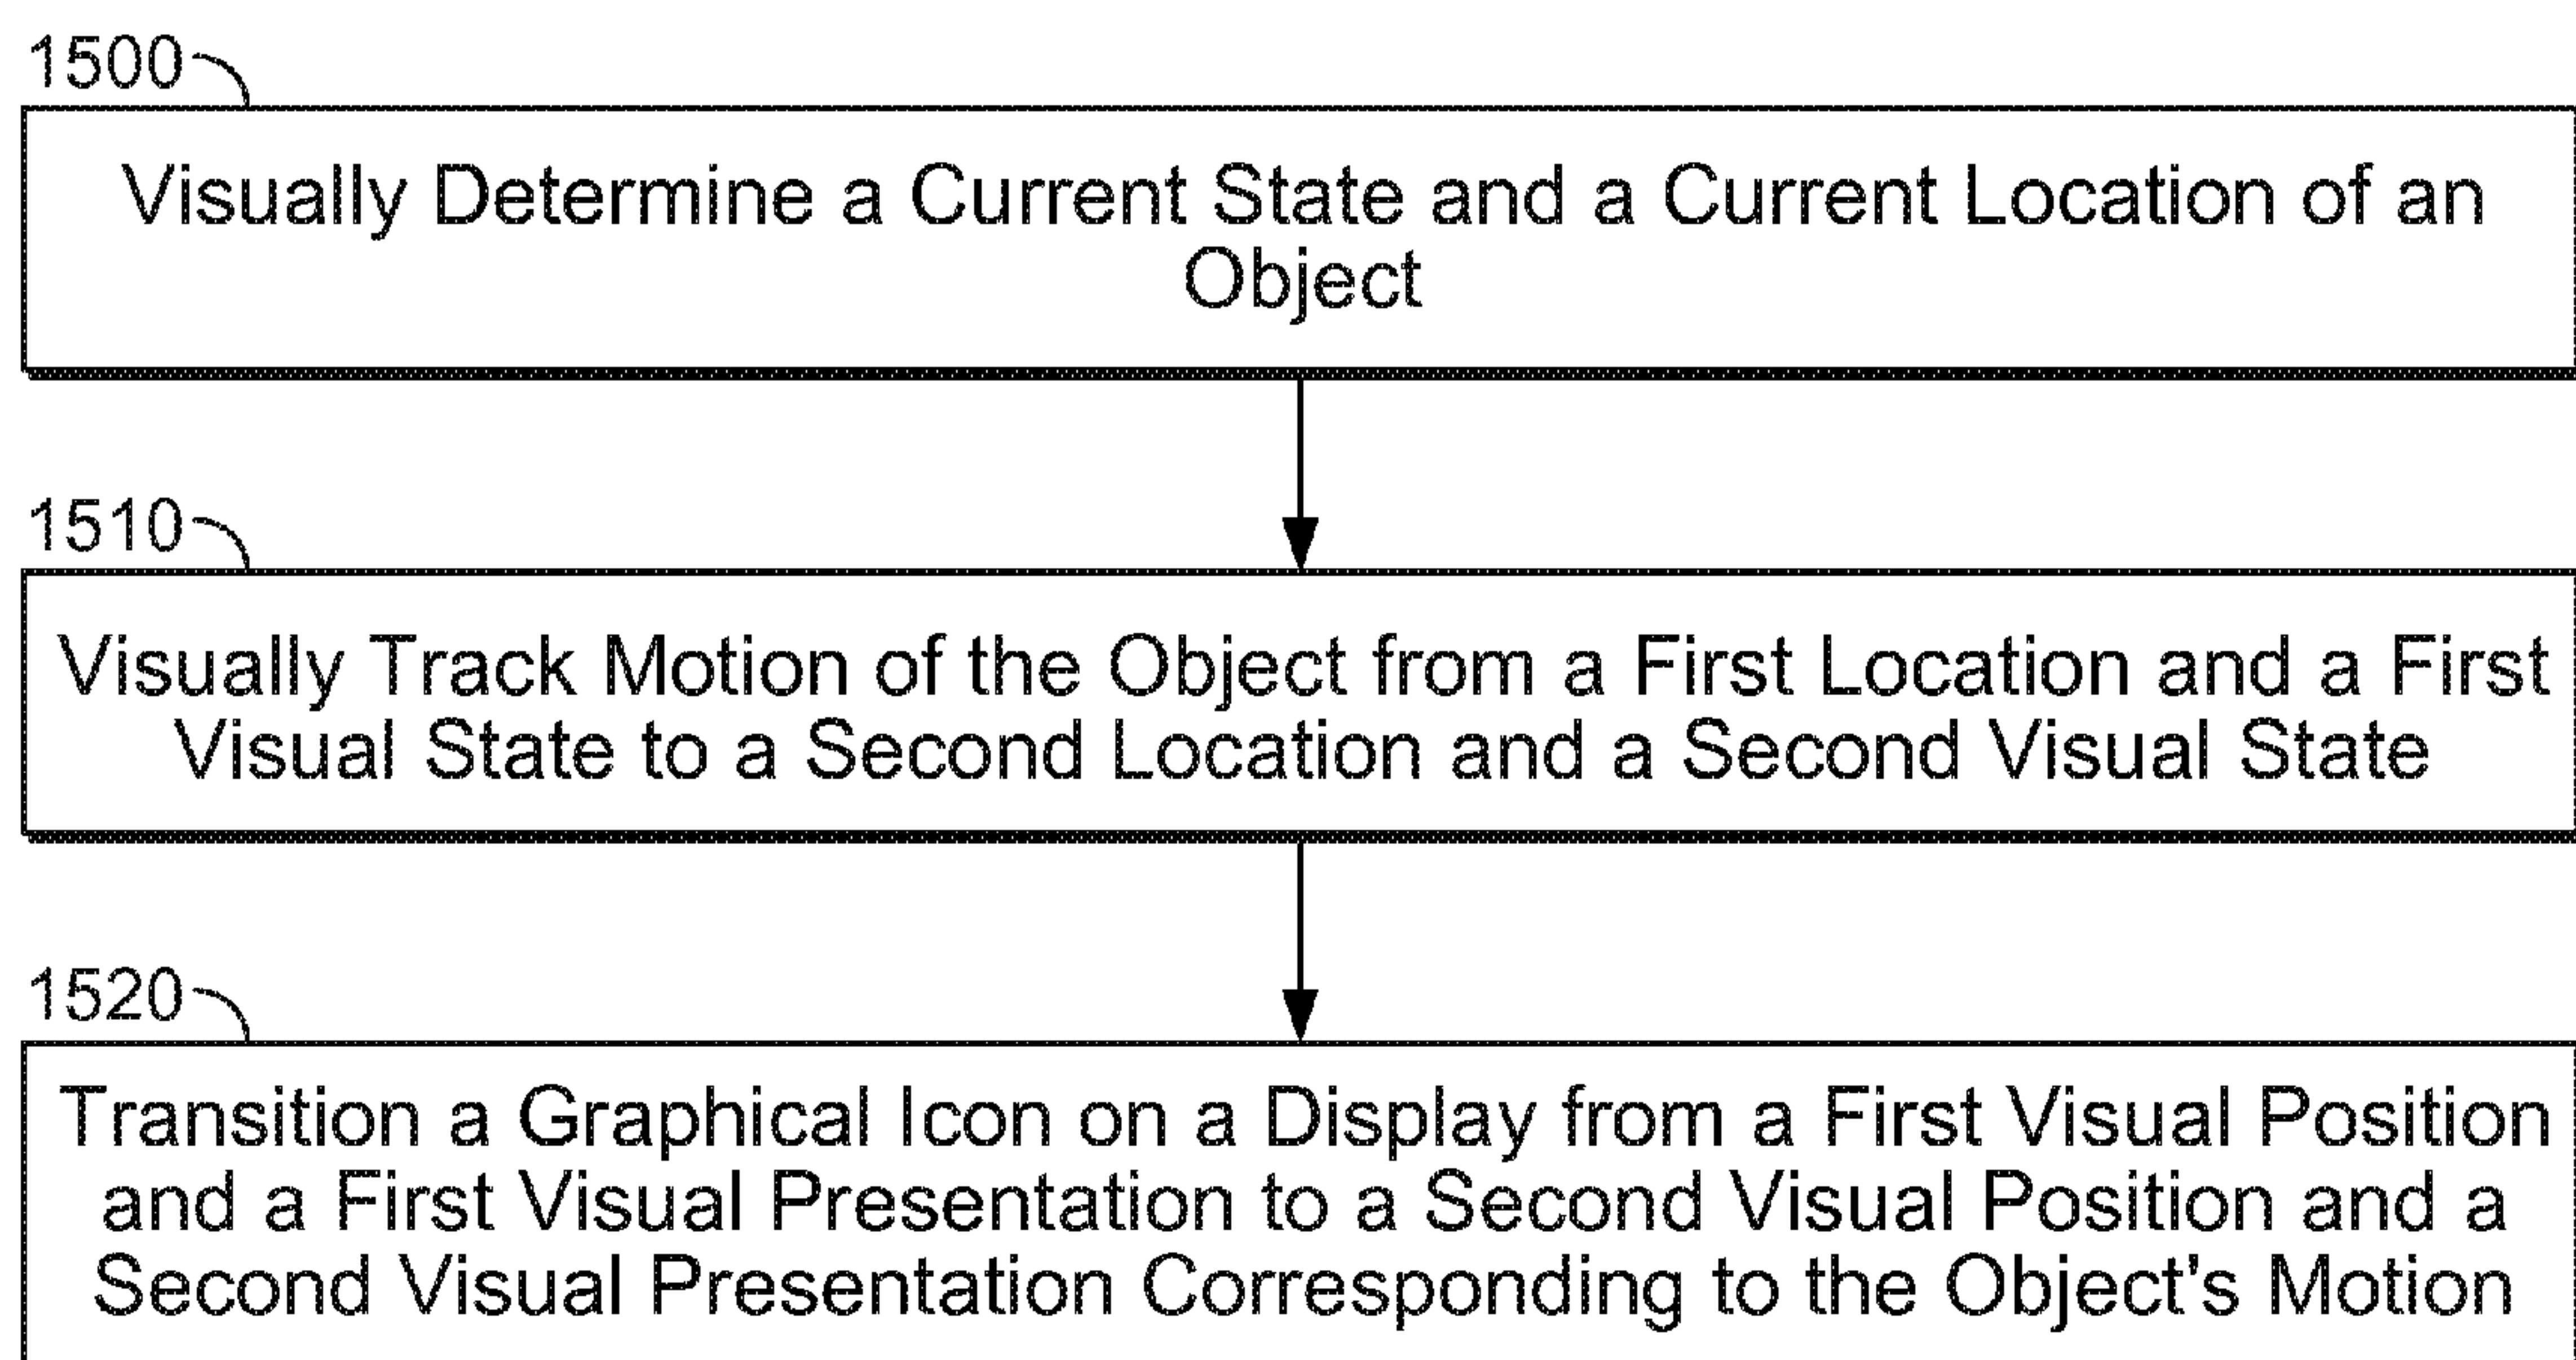 1500
Visually Determine a Current State and a Current Location of an
Object
1510
Visually Track Motion of the Object from a First Location and a First
Visual State to a Second Location and a Second Visual State
1520
Transition a Graphical Icon on a Display from a First Visual Position
and a First Visual Presentation to a Second Visual Position and a
Second Visual Presentation Corresponding to the Object's Motion